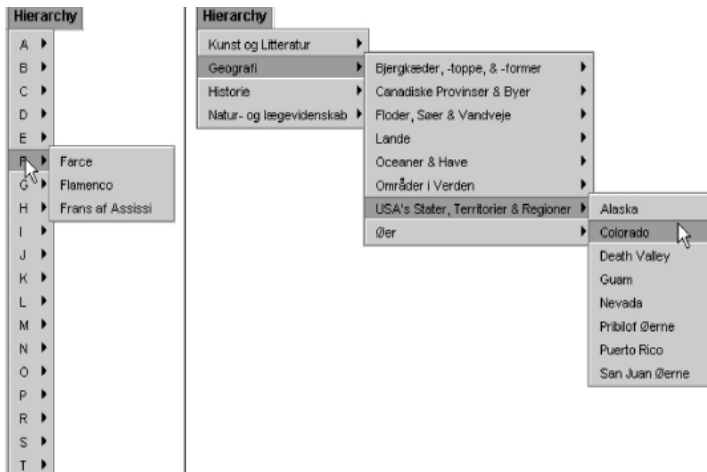 Hierarchy
A
B
C
D
E
F
Farce
G
Flamenco
H
Frans af Assissi
I
J
K
L
M
N
O
P
R
S
T
Hierarchy
Kunst og Litteratur
Geografi
Historie
Natur- og lægevidenskab
Bjergkæder, -toppe, & -former
Canadiske Provinser & Byer
Floder, Søer & Vandveje
Lande
Oceaner & Have
Områder i Verden
USA's Stater, Territorier & Regioner
Øer
Alaska
Colorado
Death Valley
Guam
Nevada
Pribilof Øerne
Puerto Rico
San Juan Øerne